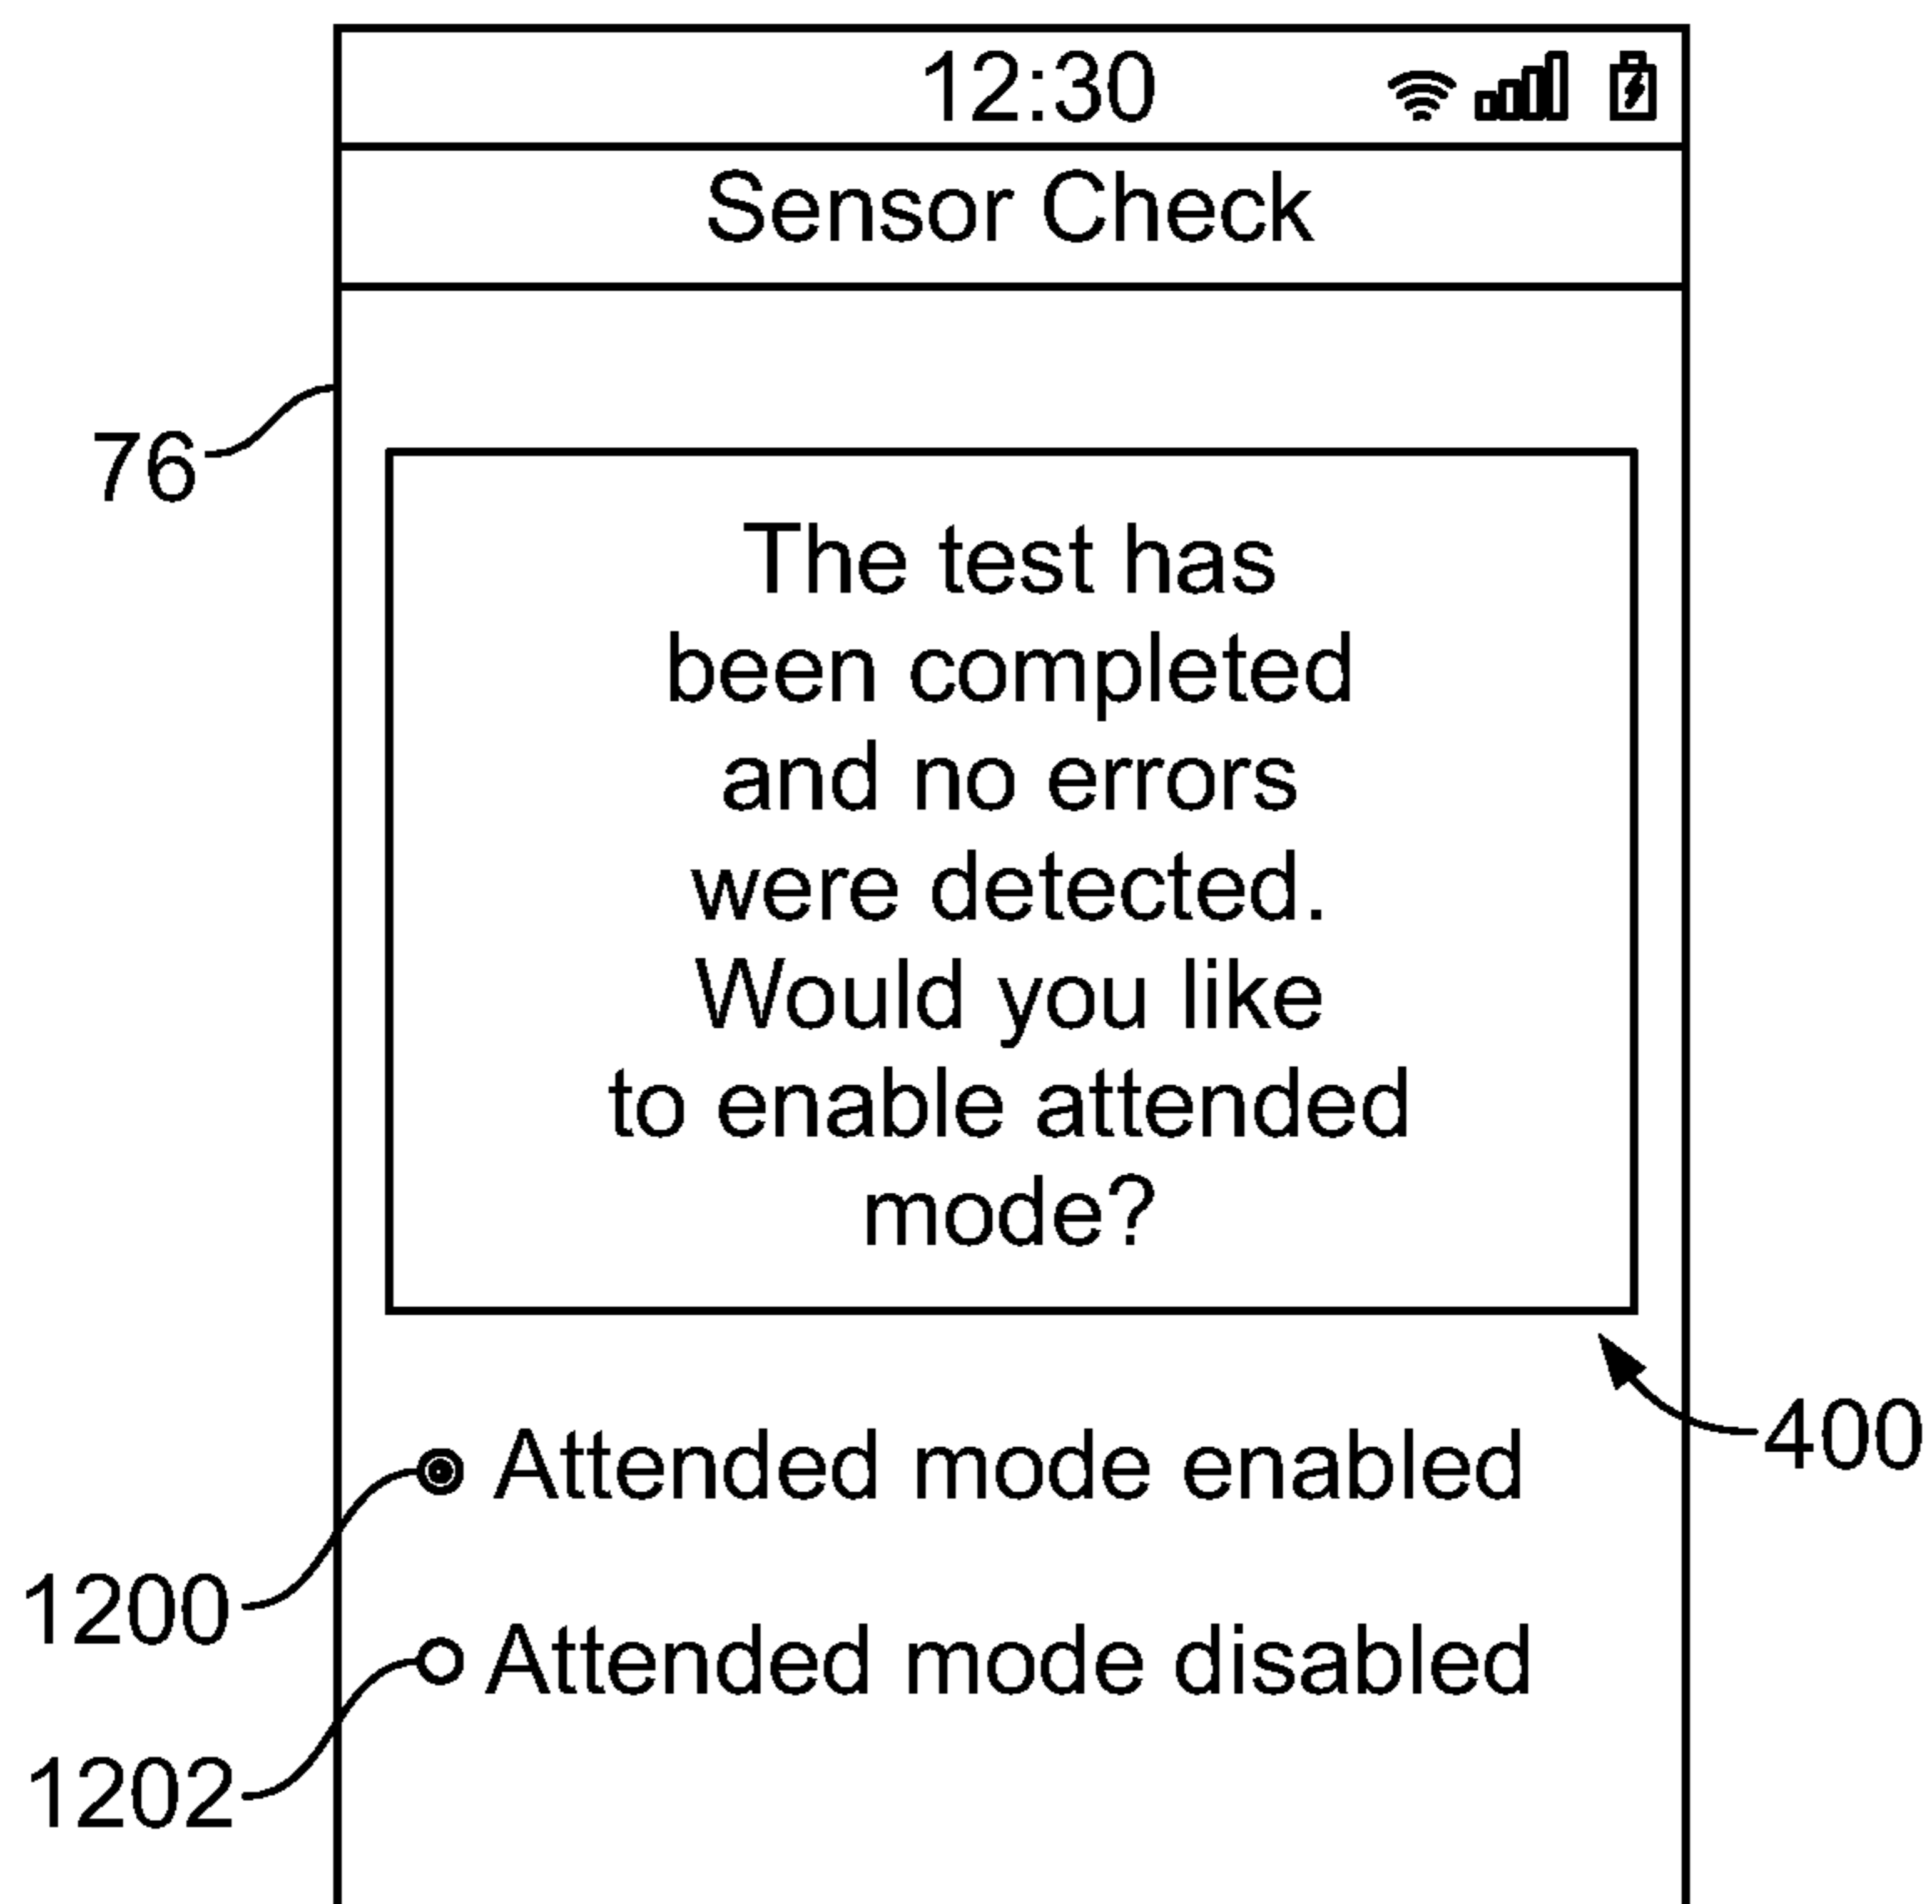 12:30
Sensor Check
76
The test has
been completed
and no errors
were detected.
Would you like
to enable attended
mode?
400
Attended mode enabled
1200
Attended mode disabled
1202